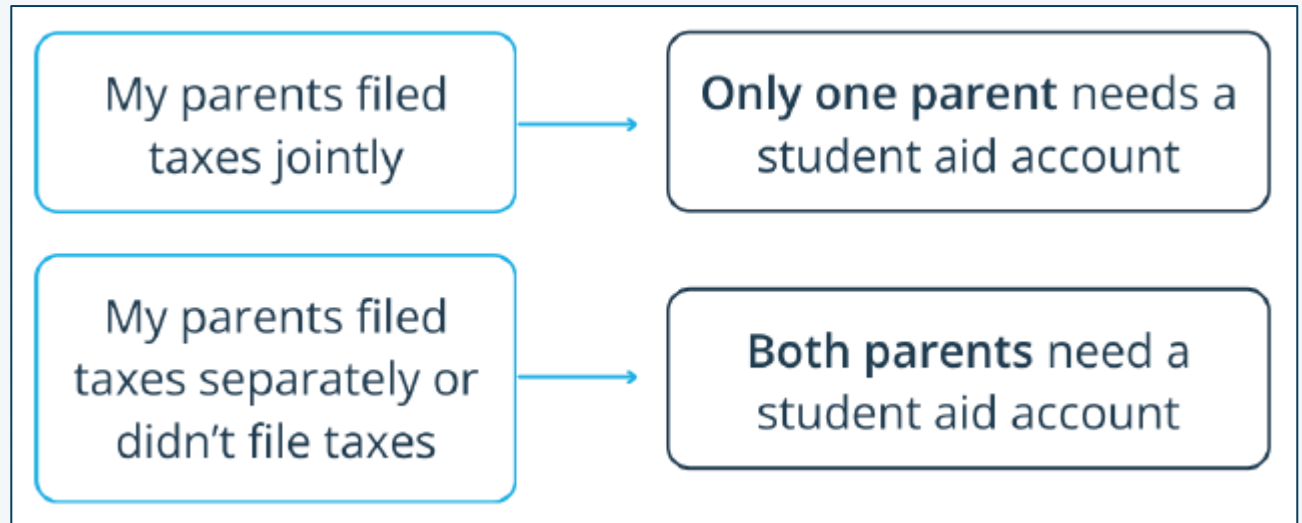 My parents filed
taxes jointly
Only one parent needs a
student aid account
My parents filed
taxes separately or
didn’t file taxes
Both parents need a
student aid account